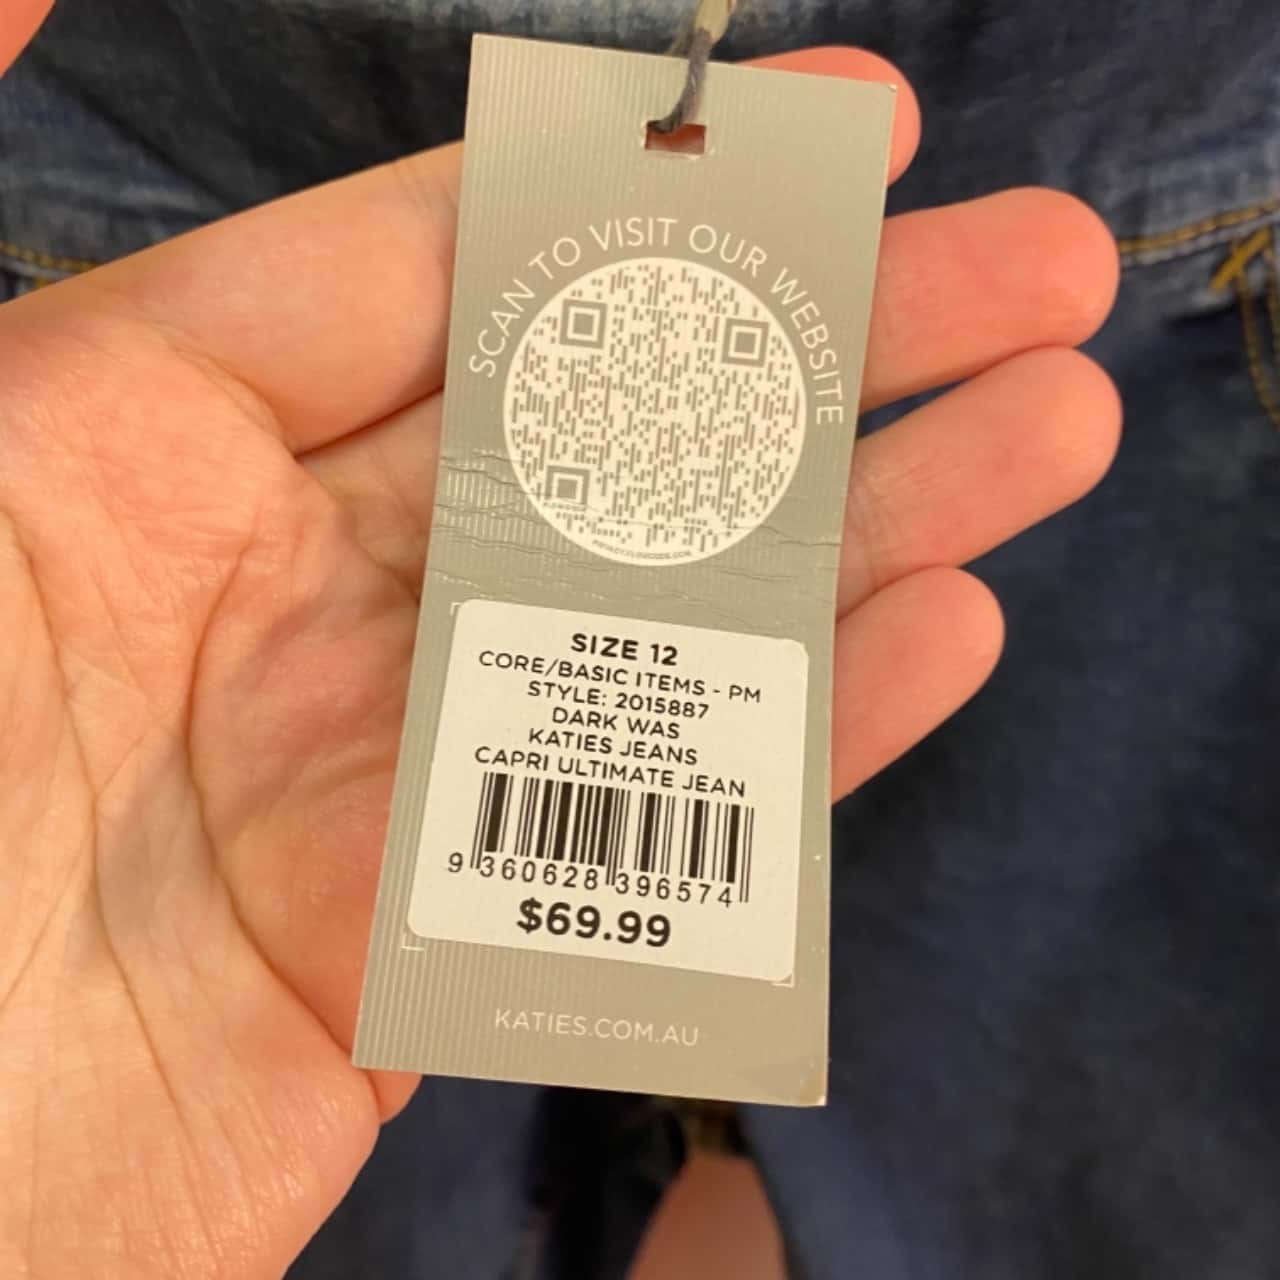 SCAN TO VISIT OUR WEBSITE
SIZE 12
CORE/BASIC ITEMS - PM
STYLE: 2015887
DARK WAS
KATIES JEANS
CAPRI ULTIMATE JEAN
9 360628 396574
$69.99
KATIES.COM.AU